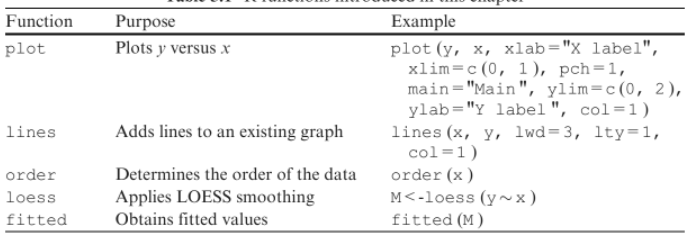 Table 5.1 R functions introduced in this chapter
Function Purpose Example
plot Plots y versus x plot(y, x, xlab="X label",
xlim=c(0, 1), pch=1,
main="Main", ylim=c(0, 2),
ylab="Y label", col=1)
lines Adds lines to an existing graph lines(x, y, lwd=3, lty=1,
col=1)
order Determines the order of the data order(x)
loess Applies LOESS smoothing M<-loess(y~x)
fitted Obtains fitted values fitted(M)